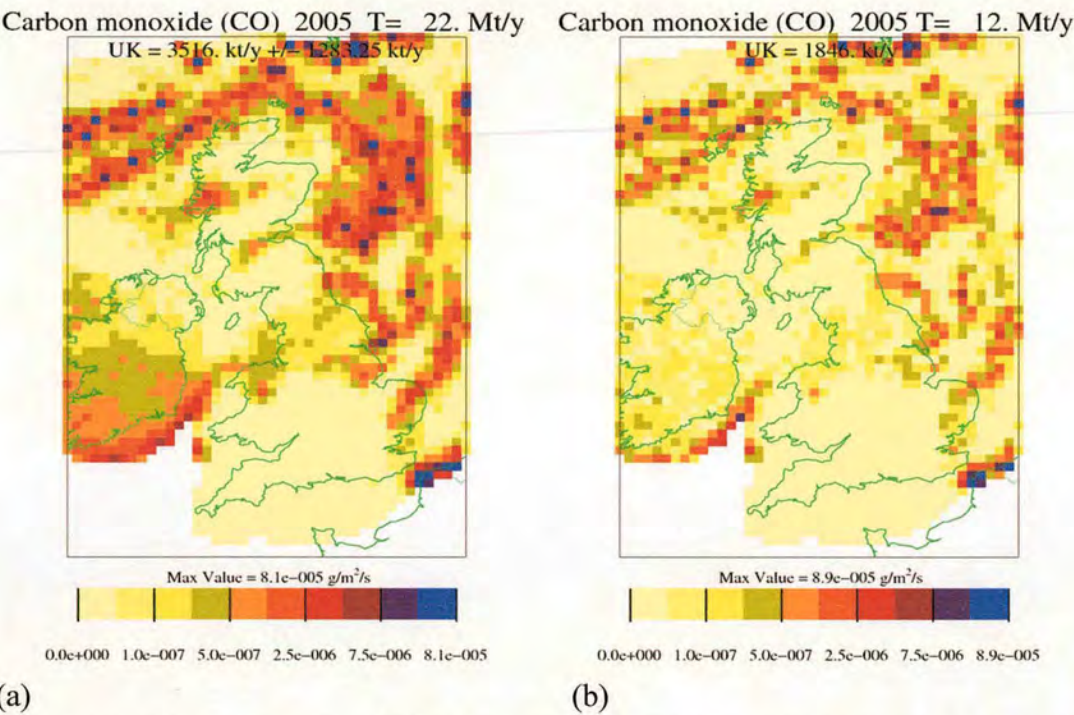 Carbon monoxide (CO) 2005 T= 22. Mt/y
UK = 3516. kt/y +/− 1283.25 kt/y
Max Value = 8.1e−005 g/m²/s
0.0e+000 1.0e−007 5.0e−007 2.5e−006 7.5e−006 8.1e−005
(a)
Carbon monoxide (CO) 2005 T= 12. Mt/y
UK = 1846. kt/y
Max Value = 8.9e−005 g/m²/s
0.0e+000 1.0e−007 5.0e−007 2.5e−006 7.5e−006 8.9e−005
(b)